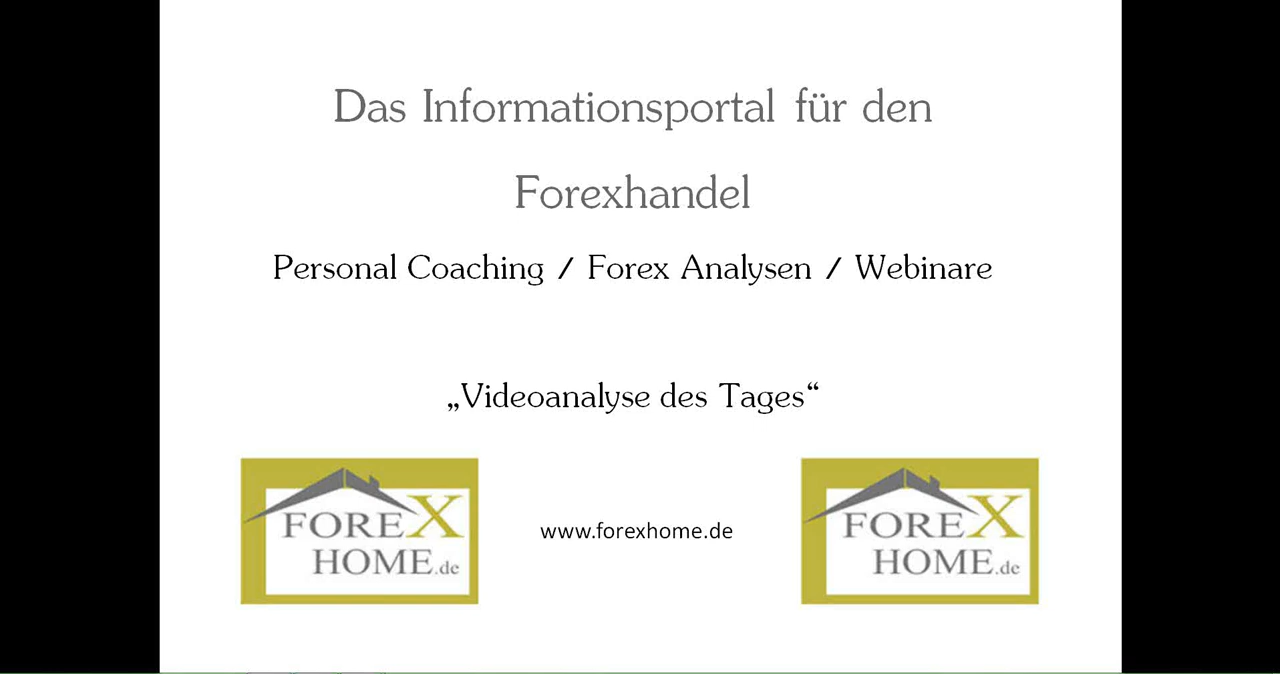 Das Informationsportal für den
Forexhandel
Personal Coaching / Forex Analysen / Webinare
„Videoanalyse des Tages“
FOREX
HOME.de
www.forexhome.de
FOREX
HOME.de